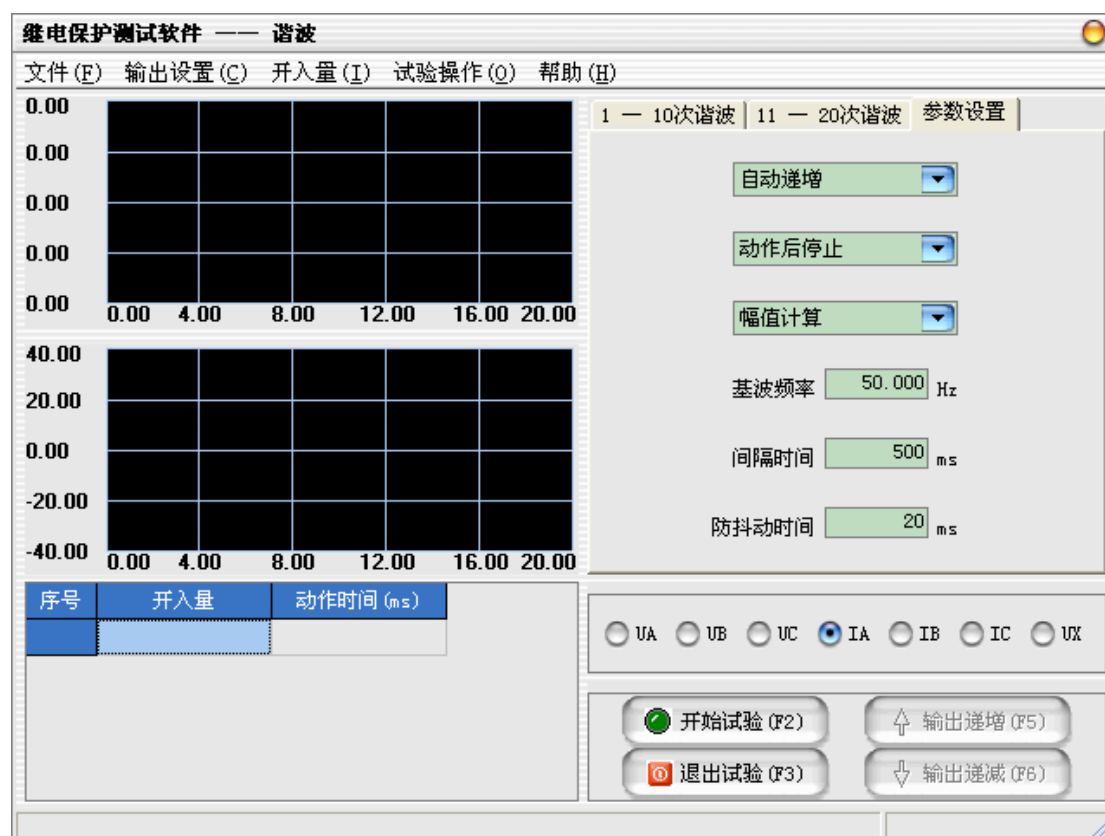 继电保护测试软件 —— 谐波
文件(F) 输出设置(C) 开入量(I) 试验操作(O) 帮助(H)
0.00
0.00
0.00
0.00
0.00
0.00 4.00 8.00 12.00 16.00 20.00
40.00
20.00
0.00
-20.00
-40.00
0.00 4.00 8.00 12.00 16.00 20.00
1 — 10次谐波 11 — 20次谐波 参数设置
自动递增
动作后停止
幅值计算
基波频率 50.000 Hz
间隔时间 500 ms
防抖动时间 20 ms
序号 开入量 动作时间(ms)
UA UB UC IA IB IC UX
开始试验(F2) 输出递增(F5)
退出试验(F3) 输出递减(F6)